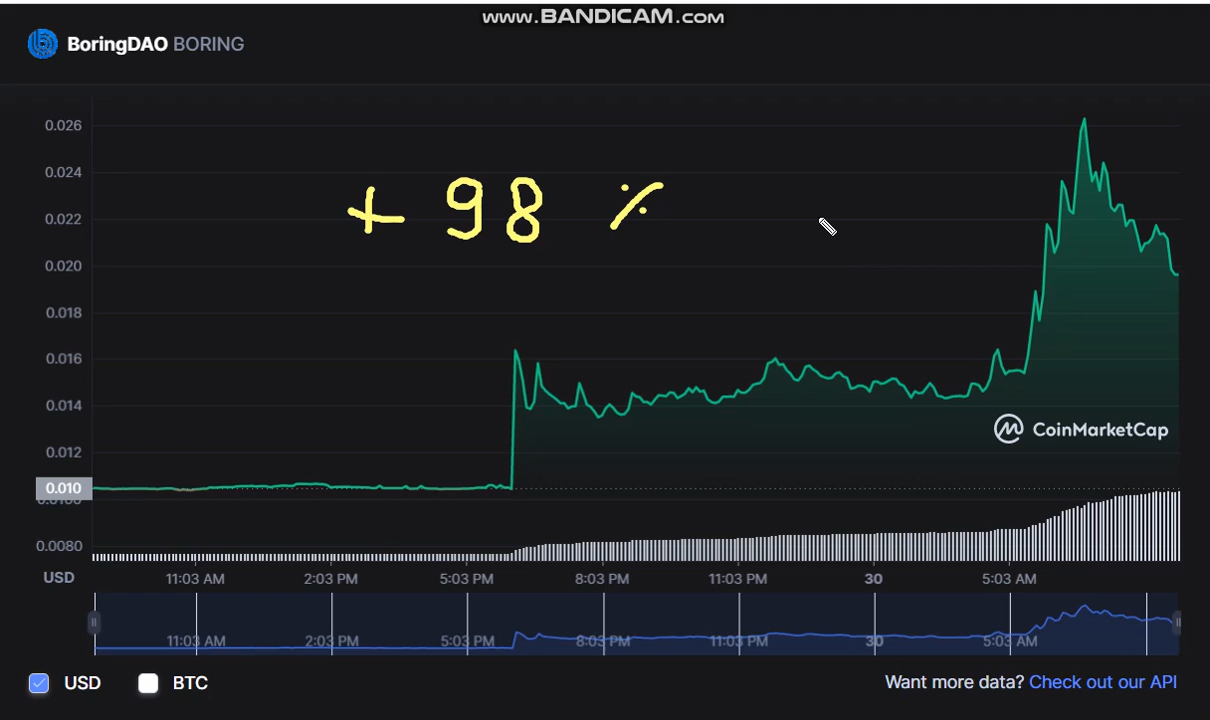 www.BANDICAM.com
BoringDAO BORING
0.026
0.024
+ 98 %
0.022
0.020
0.018
0.016
0.014
CoinMarketCap
0.012
0.010
0.0080
USD 11:03 AM 2:03 PM 5:03 PM 8:03 PM 11:03 PM 30 5:03 AM
11:03 AM 2:03 PM 5:03 PM 8:03 PM 11:03 PM 30 5:03 AM
USD BTC Want more data? Check out our API